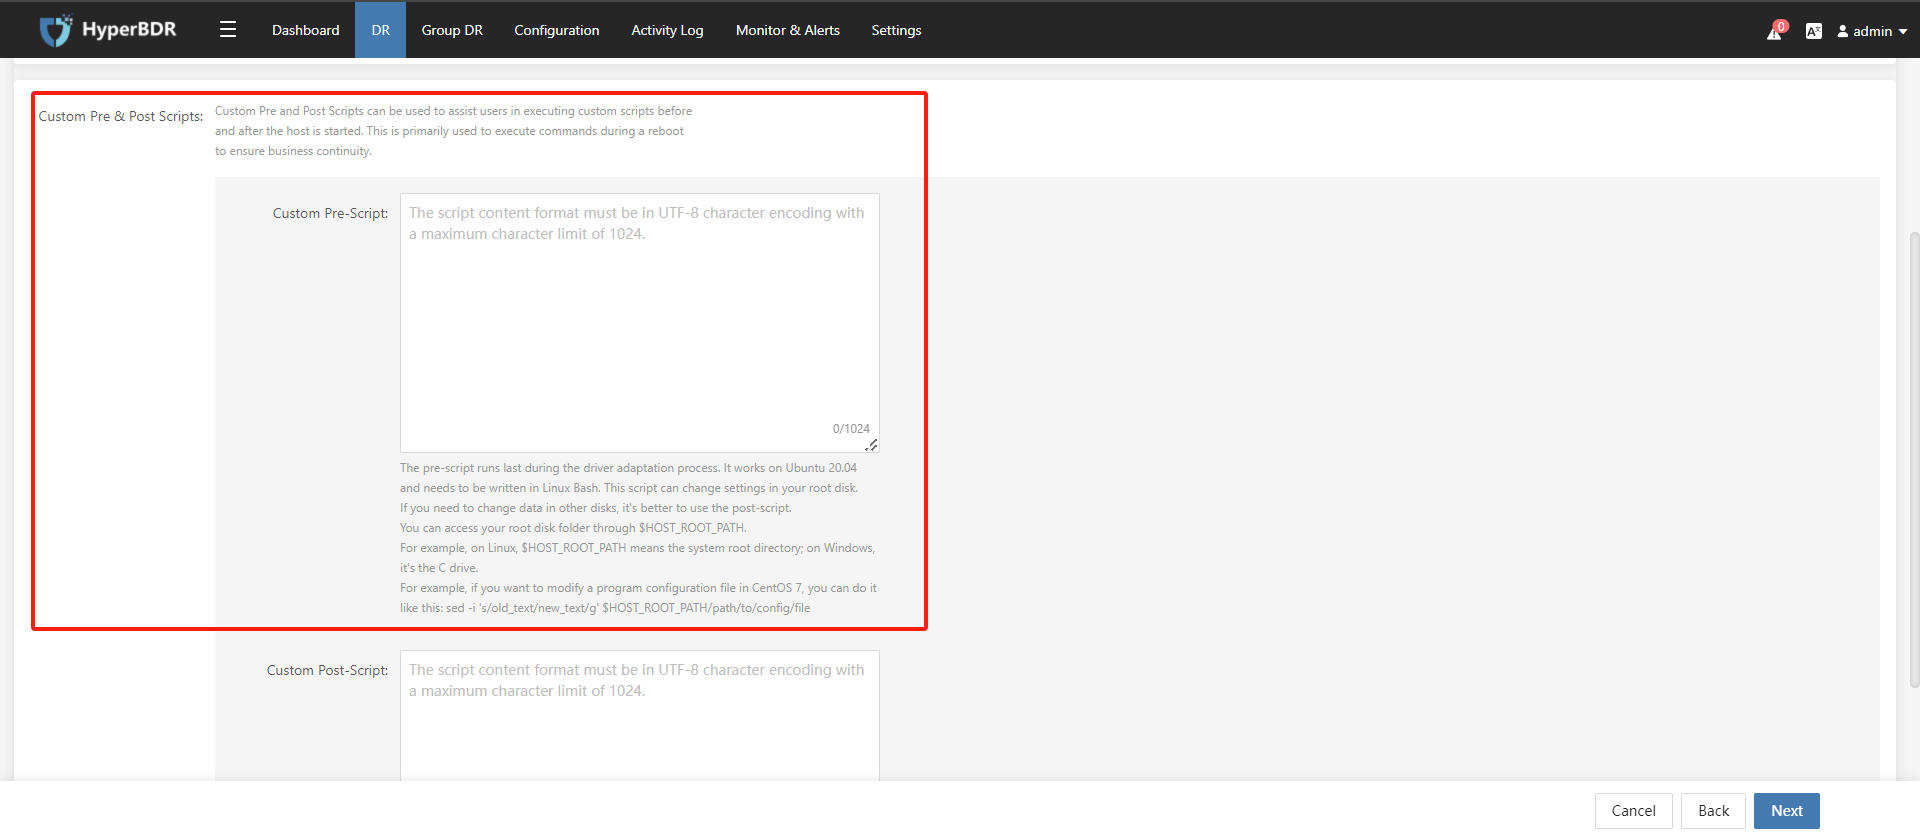 HyperBDR
Dashboard
DR
Group DR
Configuration
Activity Log
Monitor & Alerts
Settings
0
admin
Custom Pre & Post Scripts:
Custom Pre and Post Scripts can be used to assist users in executing custom scripts before
and after the host is started. This is primarily used to execute commands during a reboot
to ensure business continuity.
Custom Pre-Script:
The script content format must be in UTF-8 character encoding with
a maximum character limit of 1024.
0/1024
The pre-script runs last during the driver adaptation process. It works on Ubuntu 20.04
and needs to be written in Linux Bash. This script can change settings in your root disk.
If you need to change data in other disks, it's better to use the post-script.
You can access your root disk folder through $HOST_ROOT_PATH.
For example, on Linux, $HOST_ROOT_PATH means the system root directory; on Windows,
it's the C drive.
For example, if you want to modify a program configuration file in CentOS 7, you can do it
like this: sed -i 's/old_text/new_text/g' $HOST_ROOT_PATH/path/to/config/file
Custom Post-Script:
The script content format must be in UTF-8 character encoding with
a maximum character limit of 1024.
Cancel
Back
Next